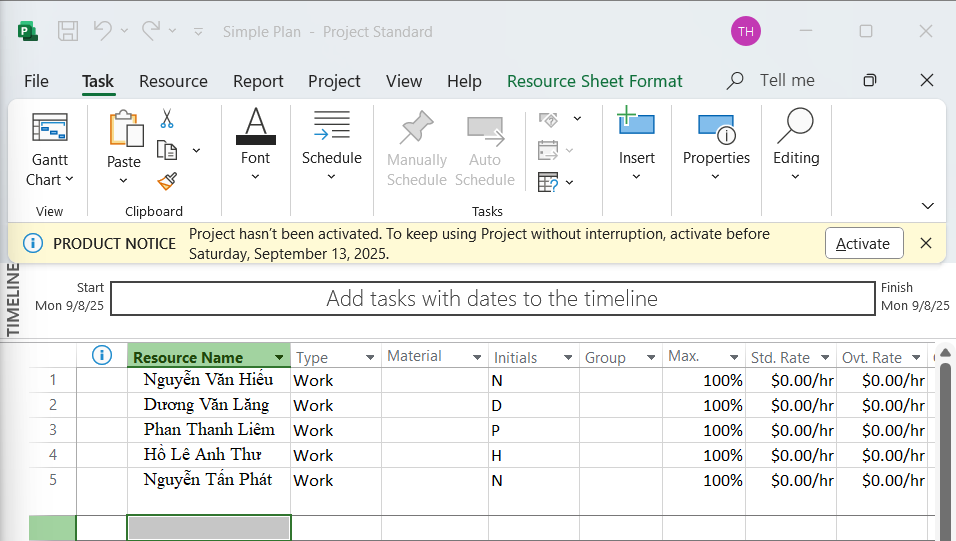 Simple Plan - Project Standard TH
File Task Resource Report Project View Help Resource Sheet Format Tell me
Gantt Chart Paste Font Schedule Manually Schedule Auto Schedule Insert Properties Editing
View Clipboard Tasks
PRODUCT NOTICE Project hasn't been activated. To keep using Project without interruption, activate before
Saturday, September 13, 2025. Activate
TIMELINE
Start Add tasks with dates to the timeline Finish
Mon 9/8/25 Mon 9/8/25
Resource Name Type Material Initials Group Max. Std. Rate Ovt. Rate
1 Nguyễn Văn Hiếu Work N 100% $0.00/hr $0.00/hr
2 Dương Văn Lăng Work D 100% $0.00/hr $0.00/hr
3 Phan Thanh Liêm Work P 100% $0.00/hr $0.00/hr
4 Hồ Lê Anh Thư Work H 100% $0.00/hr $0.00/hr
5 Nguyễn Tấn Phát Work N 100% $0.00/hr $0.00/hr